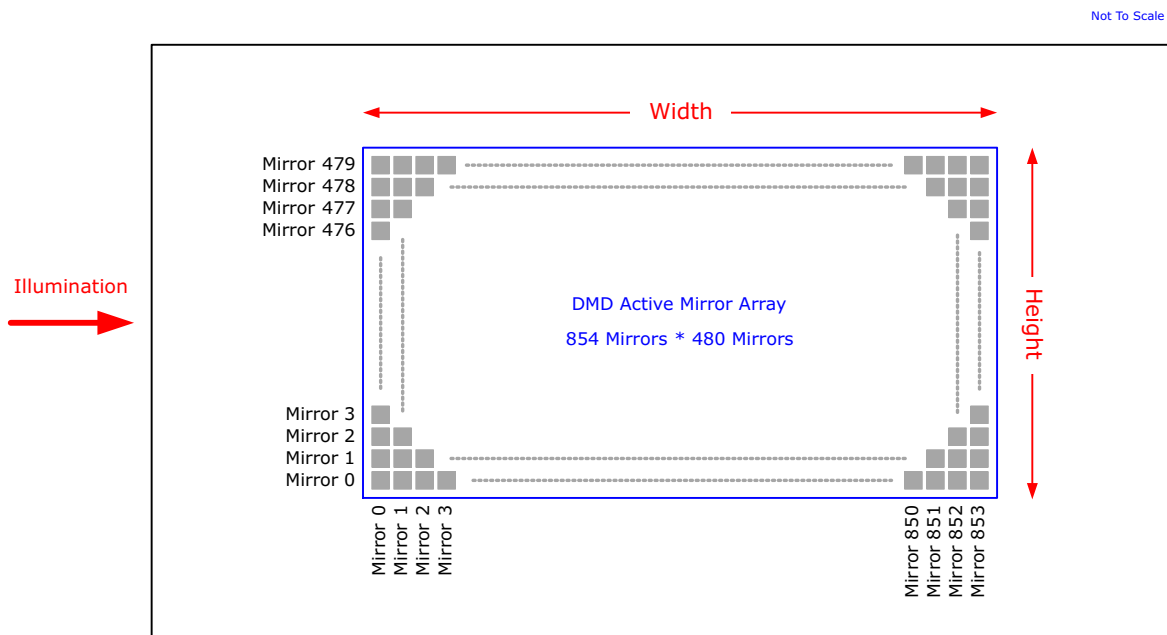 Not To Scale
Width
Mirror 479
Mirror 478
Mirror 477
Mirror 476
Illumination
DMD Active Mirror Array
854 Mirrors * 480 Mirrors
Height
Mirror 3
Mirror 2
Mirror 1
Mirror 0
Mirror 0
Mirror 1
Mirror 2
Mirror 3
Mirror 850
Mirror 851
Mirror 852
Mirror 853